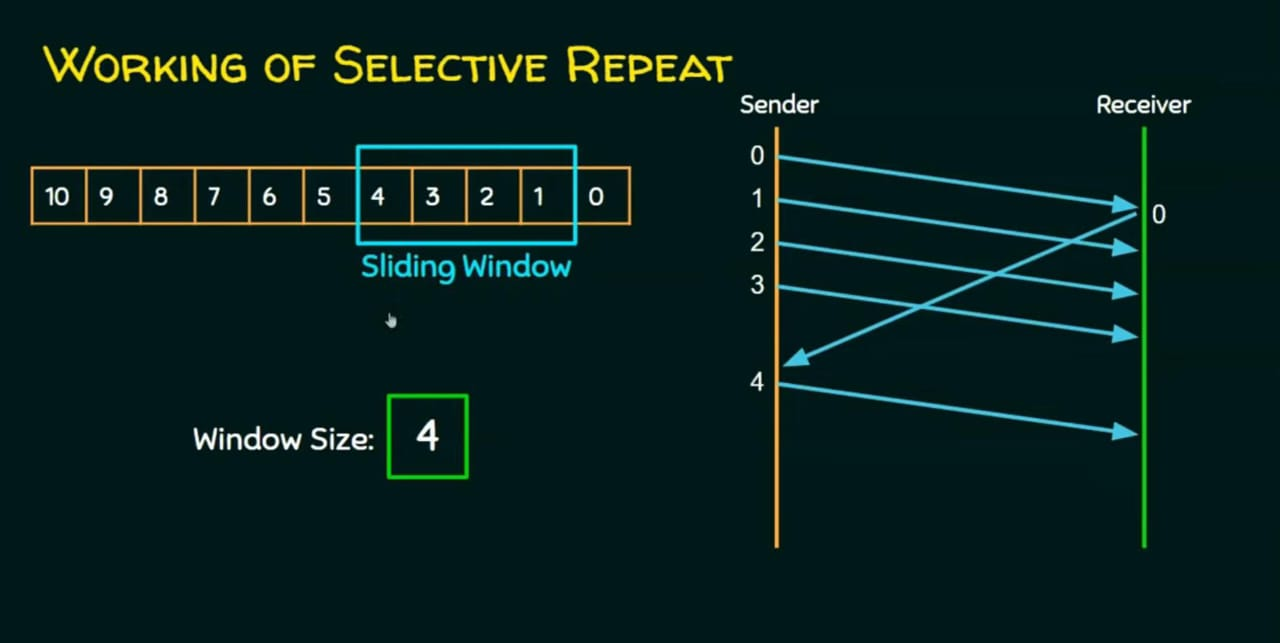 WORKING OF SELECTIVE REPEAT
Sender
Receiver
10 9 8 7 6 5 4 3 2 1 0
Sliding Window
Window Size: 4
0
1
2
3
4
0